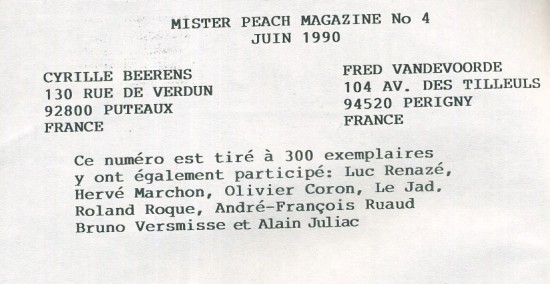 MISTER PEACH MAGAZINE No 4
JUIN 1990
CYRILLE BEERENS
130 RUE DE VERDUN
92800 PUTEAUX
FRANCE
FRED VANDEVOORDE
104 AV. DES TILLEULS
94520 PERIGNY
FRANCE
Ce numéro est tiré à 300 exemplaires
y ont également participé: Luc Renazé,
Hervé Marchon, Olivier Coron, Le Jad.
Roland Roque, André-François Ruaud
Bruno Versmisse et Alain Juliac